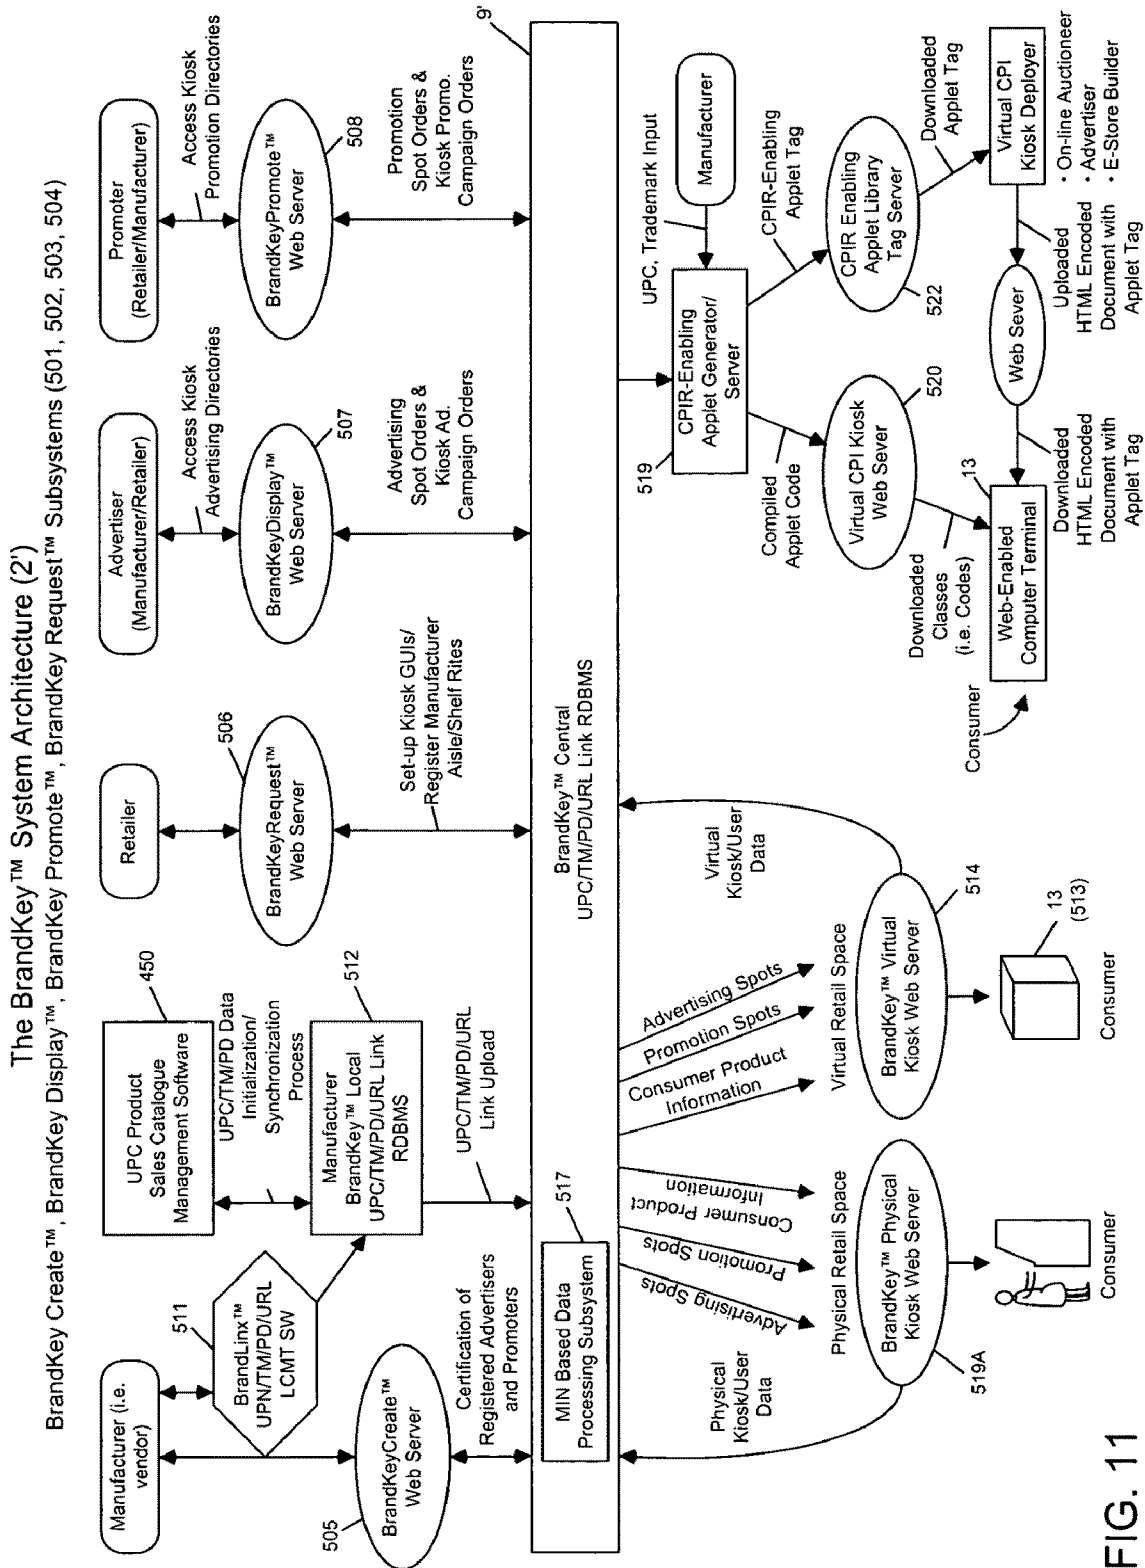 The BrandKey™ System Architecture (2')
BrandKey Create™, BrandKey Display™, BrandKey Promote™, BrandKey Request™ Subsystems (501, 502, 503, 504)
Manufacturer (i.e.
vendor)
511
BrandLinx™
UPN/TM/PD/URL
LCMT SW
505
BrandKeyCreate™
Web Server
Certification of
Registered Advertisers
and Promoters
UPC Product
Sales Catalogue
Management Software
450
UPC/TM/PD/URL Data
Initialization/
Synchronization
Process
Manufacturer
BrandKey™ Local
UPC/TM/PD/URL Link
RDBMS
512
UPC/TM/PD/URL
Link Upload
Retailer
BrandKeyRequest™
Web Server
506
Set-up Kiosk GUIs/
Register Manufacturer
Aisle/Shelf Rites
Advertiser
(Manufacturer/Retailer)
Access Kiosk
Advertising Directories
BrandKeyDisplay™
Web Server
507
Advertising
Spot Orders &
Kiosk Ad.
Campaign Orders
Promoter
(Retailer/Manufacturer)
Access Kiosk
Promotion Directories
BrandKeyPromote™
Web Server
508
Promotion
Spot Orders &
Kiosk Promo.
Campaign Orders
9'
MIN Based Data
Processing Subsystem
517
BrandKey™ Central
UPC/TM/PD/URL Link RDBMS
Physical
Kiosk/User
Data
Advertising Spots
Promotion Spots
Consumer Product
Information
Physical Retail Space
BrandKey™ Physical
Kiosk Web Server
519A
Consumer
Advertising Spots
Promotion Spots
Consumer Product
Information
Virtual Retail Space
BrandKey™ Virtual
Kiosk Web Server
514
13
(513)
Consumer
Virtual
Kiosk/User
Data
UPC, Trademark Input
Manufacturer
519
CPIR-Enabling
Applet Generator/
Server
Compiled
Applet Code
CPIR-Enabling
Applet Tag
Virtual CPI Kiosk
Web Sever
520
CPIR Enabling
Applet Library
Tag Server
522
Downloaded
Classes
(i.e. Codes)
Downloaded
Applet Tag
Consumer
13
Web-Enabled
Computer Terminal
Web Sever
Virtual CPI
Kiosk Deployer
Downloaded
HTML Encoded
Document with
Applet Tag
Uploaded
HTML Encoded
Document with
Applet Tag
• On-line Auctioneer
• Advertiser
• E-Store Builder
FIG. 11